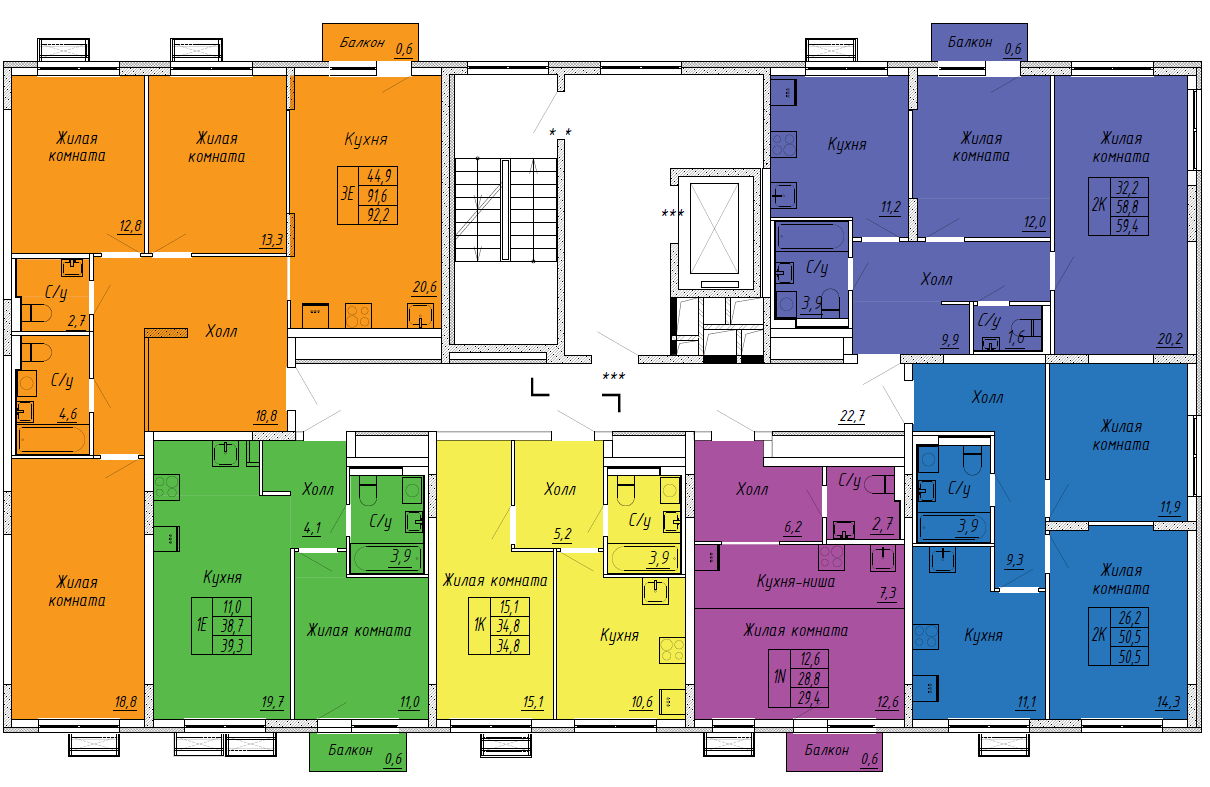 Балкон 0,6
Жилая
комната
12,8
Жилая
комната
13,3
Кухня
3Е
44,9
91,6
92,2
20,6
С/у
2,7
Холл
18,8
С/у
4,6
Жилая
комната
18,8
* *
***
***
22,7
Балкон 0,6
Кухня
11,2
Жилая
комната
12,0
Жилая
комната
2К
32,2
58,8
59,4
20,2
С/у
3,9
Холл
9,9
С/у
1,6
Холл
9,3
Жилая
комната
11,9
С/у
3,9
Кухня
11,1
Жилая
комната
2К
26,2
50,5
50,5
14,3
Холл
4,1
С/у
3,9
Кухня
1Е
11,0
38,7
39,3
19,7
Жилая комната
11,0
Балкон 0,6
Холл
5,2
С/у
3,9
Жилая комната
1К
15,1
34,8
34,8
15,1
Кухня
10,6
Холл
6,2
С/у
2,7
Кухня-ниша
7,3
Жилая комната
1N
12,6
28,8
29,4
12,6
Балкон 0,6